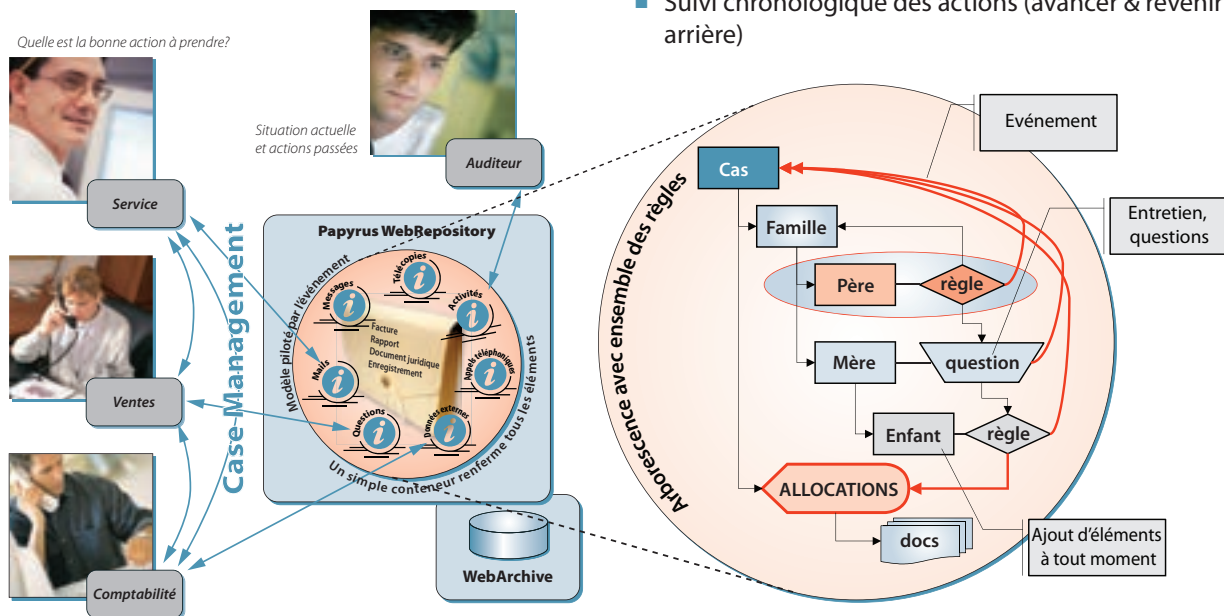 Suivi chronologique des actions (avancer & revenir
arrière)
Quelle est la bonne action à prendre?
Situation actuelle
et actions passées
Auditeur
Service
Ventes
Comptabilité
Case-Management
Papyrus WebRepository
Modèle piloté par l'événement
Un simple conteneur renferme tous les éléments
Télécopies
Messages
Activités
Mails
Appels téléphoniques
Questions
Données externes
Facture
Rapport
Document juridique
Enregistrement
WebArchive
Arborescence avec ensemble des règles
Cas
Famille
Père
règle
Mère
question
Enfant
règle
ALLOCATIONS
docs
Evénement
Entretien,
questions
Ajout d'éléments
à tout moment